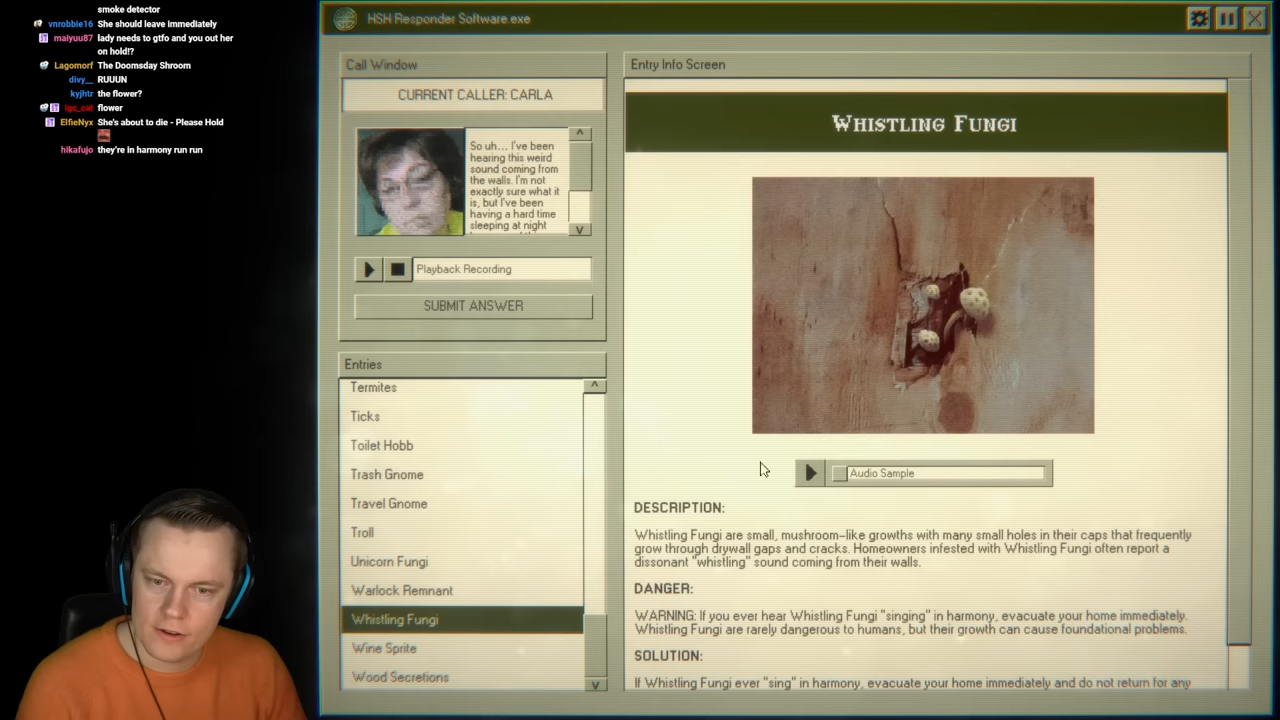 smoke detector
vnrobbie16 She should leave immediately
maiyuu87 lady needs to gtfo and you out her
on hold!?
Lagomorf The Doomsday Shroom
divy__ RUUUN
kyjhtr the flower?
igc_cat flower
ElfieNyx She's about to die - Please Hold
hikafujo they're in harmony run run
HSH Responder Software.exe
Call Window
CURRENT CALLER: CARLA
So uh... I've been
hearing this weird
sound coming from
the walls. I'm not
exactly sure what it
is, but I've been
having a hard time
sleeping at night
Playback Recording
SUBMIT ANSWER
Entries
Termites
Ticks
Toilet Hobb
Trash Gnome
Travel Gnome
Troll
Unicorn Fungi
Warlock Remnant
Whistling Fungi
Wine Sprite
Wood Secretions
Entry Info Screen
WHISTLING FUNGI
Audio Sample
DESCRIPTION:
Whistling Fungi are small, mushroom-like growths with many small holes in their caps that frequently
grow through drywall gaps and cracks. Homeowners infested with Whistling Fungi often report a
dissonant "whistling" sound coming from their walls.
DANGER:
WARNING: If you ever hear Whistling Fungi "singing" in harmony, evacuate your home immediately.
Whistling Fungi are rarely dangerous to humans, but their growth can cause foundational problems.
SOLUTION:
If Whistling Fungi ever "sing" in harmony, evacuate your home immediately and do not return for any